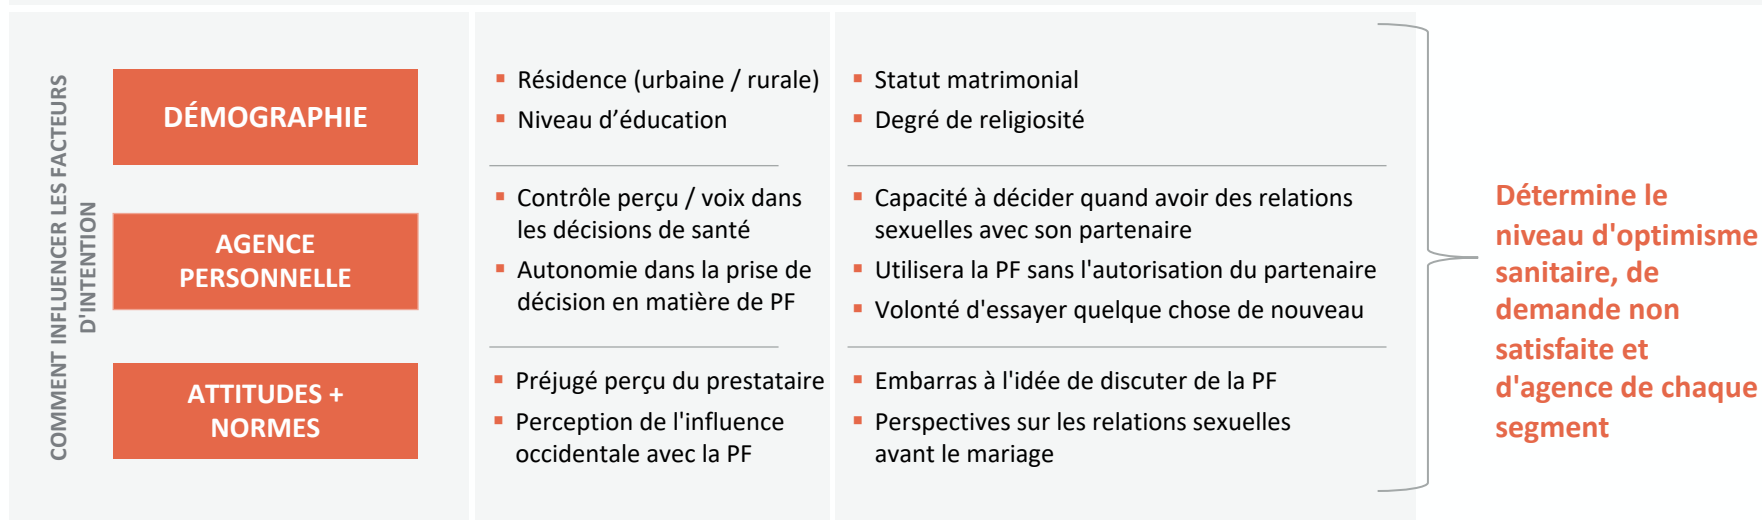 COMMENT INFLUENCER LES FACTEURS
D'INTENTION
DÉMOGRAPHIE
▪ Résidence (urbaine / rurale)
▪ Niveau d’éducation
▪ Statut matrimonial
▪ Degré de religiosité
AGENCE
PERSONNELLE
▪ Contrôle perçu / voix dans
les décisions de santé
▪ Autonomie dans la prise de
décision en matière de PF
▪ Capacité à décider quand avoir des relations
sexuelles avec son partenaire
▪ Utilisera la PF sans l'autorisation du partenaire
▪ Volonté d'essayer quelque chose de nouveau
ATTITUDES +
NORMES
▪ Préjugé perçu du prestataire
▪ Perception de l'influence
occidentale avec la PF
▪ Embarras à l'idée de discuter de la PF
▪ Perspectives sur les relations sexuelles
avant le mariage
Détermine le
niveau d'optimisme
sanitaire, de
demande non
satisfaite et
d'agence de chaque
segment